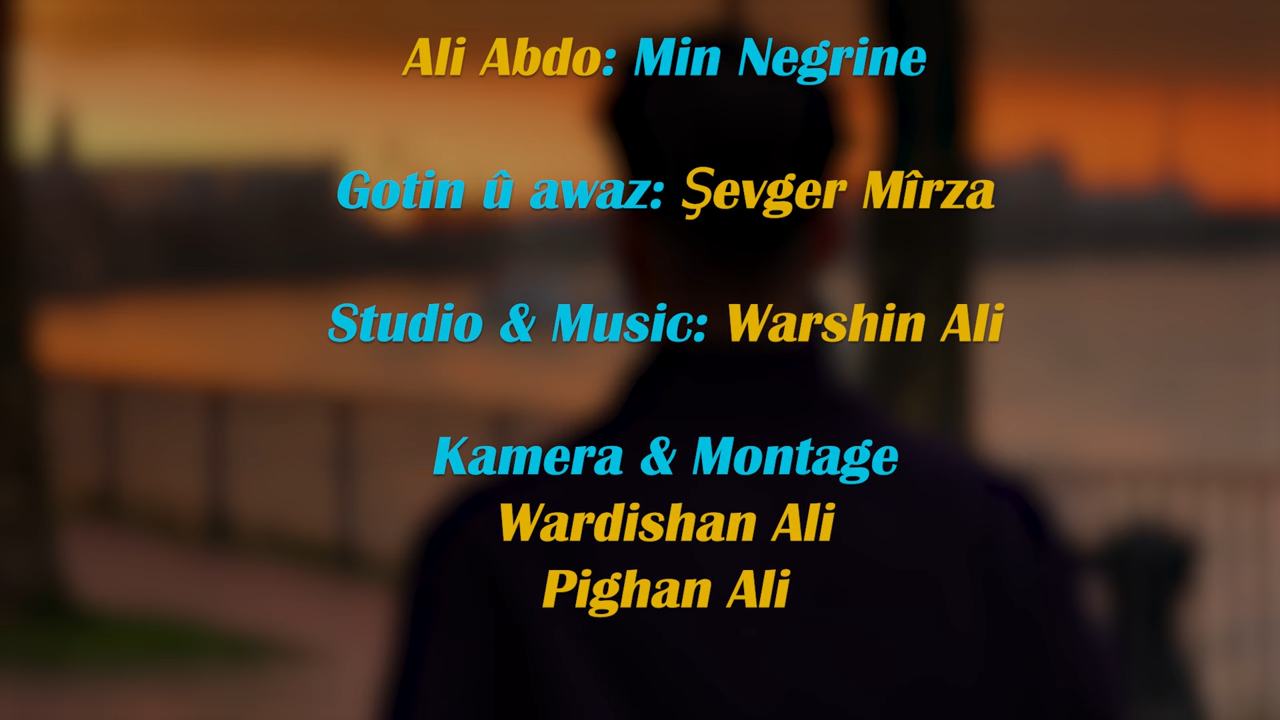 Ali Abdo: Min Negrine
Gotin û awaz: Şevger Mîrza
Studio & Music: Warshin Ali
Kamera & Montage
Wardishan Ali
Pighan Ali